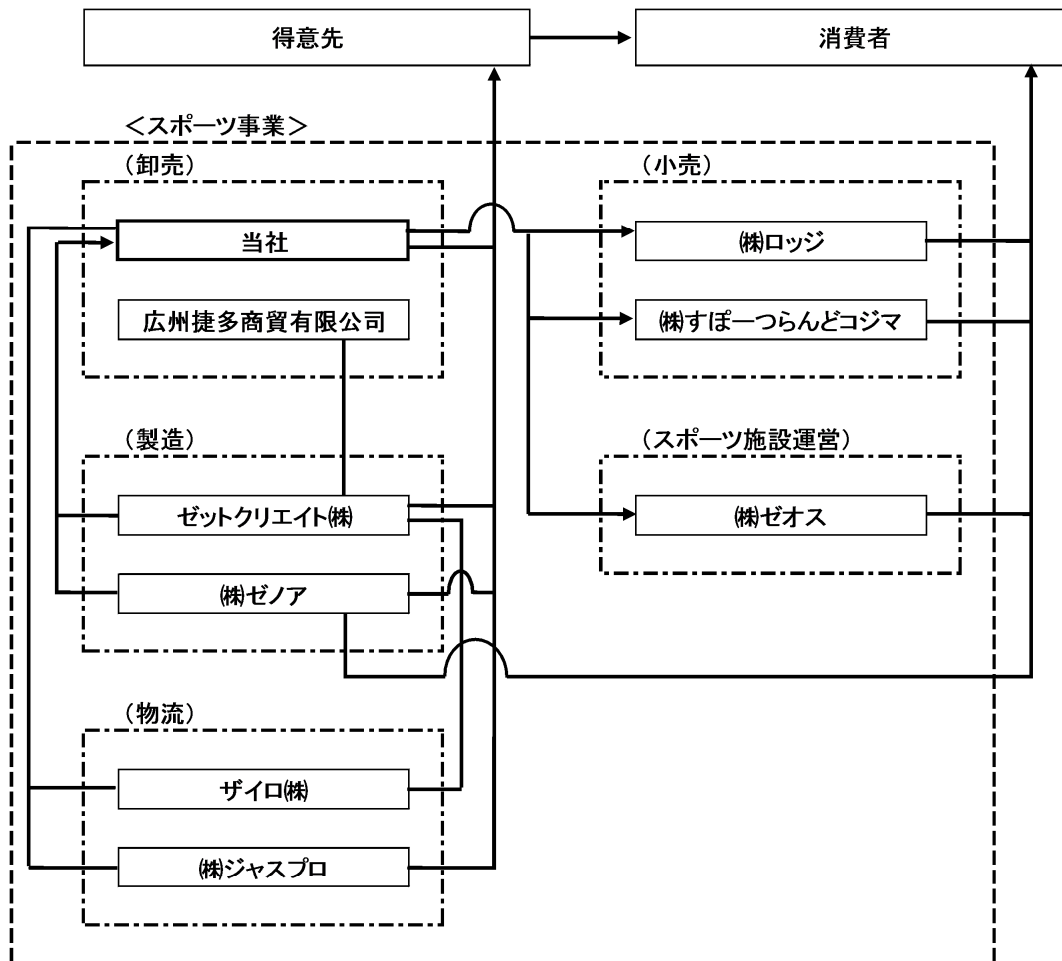 得意先
消費者
＜スポーツ事業＞
（卸売）
（小売）
当社
㈱ロッジ
広州捷多商貿有限公司
㈱すぽーつらんどコジマ
（製造）
（スポーツ施設運営）
ゼットクリエイト㈱
㈱ゼオス
㈱ゼノア
（物流）
ザイロ㈱
㈱ジャスプロ